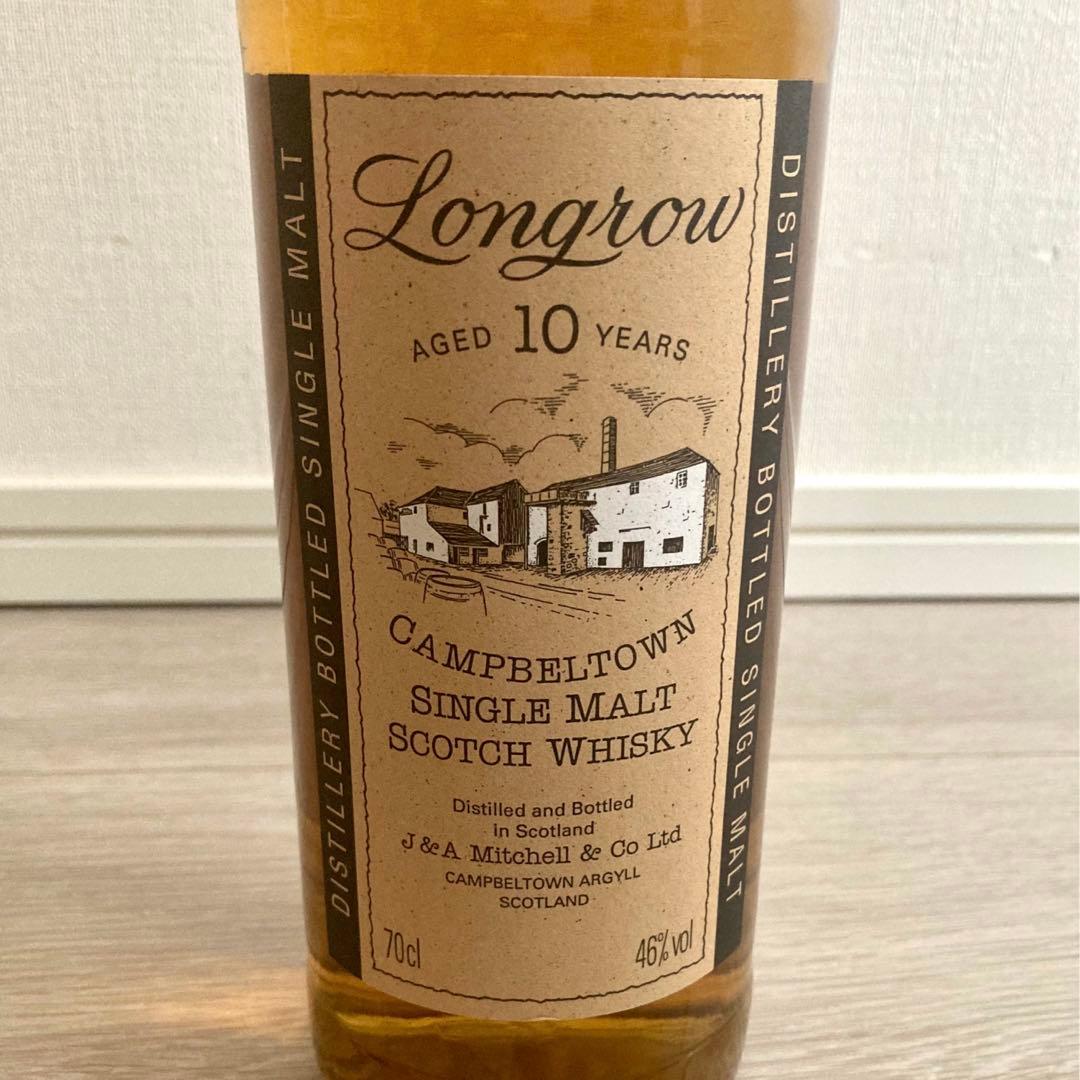 Longrow
AGED 10 YEARS
CAMPBELTOWN
SINGLE MALT
SCOTCH WHISKY
Distilled and Bottled
in Scotland
J & A Mitchell & Co Ltd
CAMPBELTOWN ARGYLL
SCOTLAND
70cl 46% vol
DISTILLERY BOTTLED SINGLE MALT
DISTILLERY BOTTLED SINGLE MALT